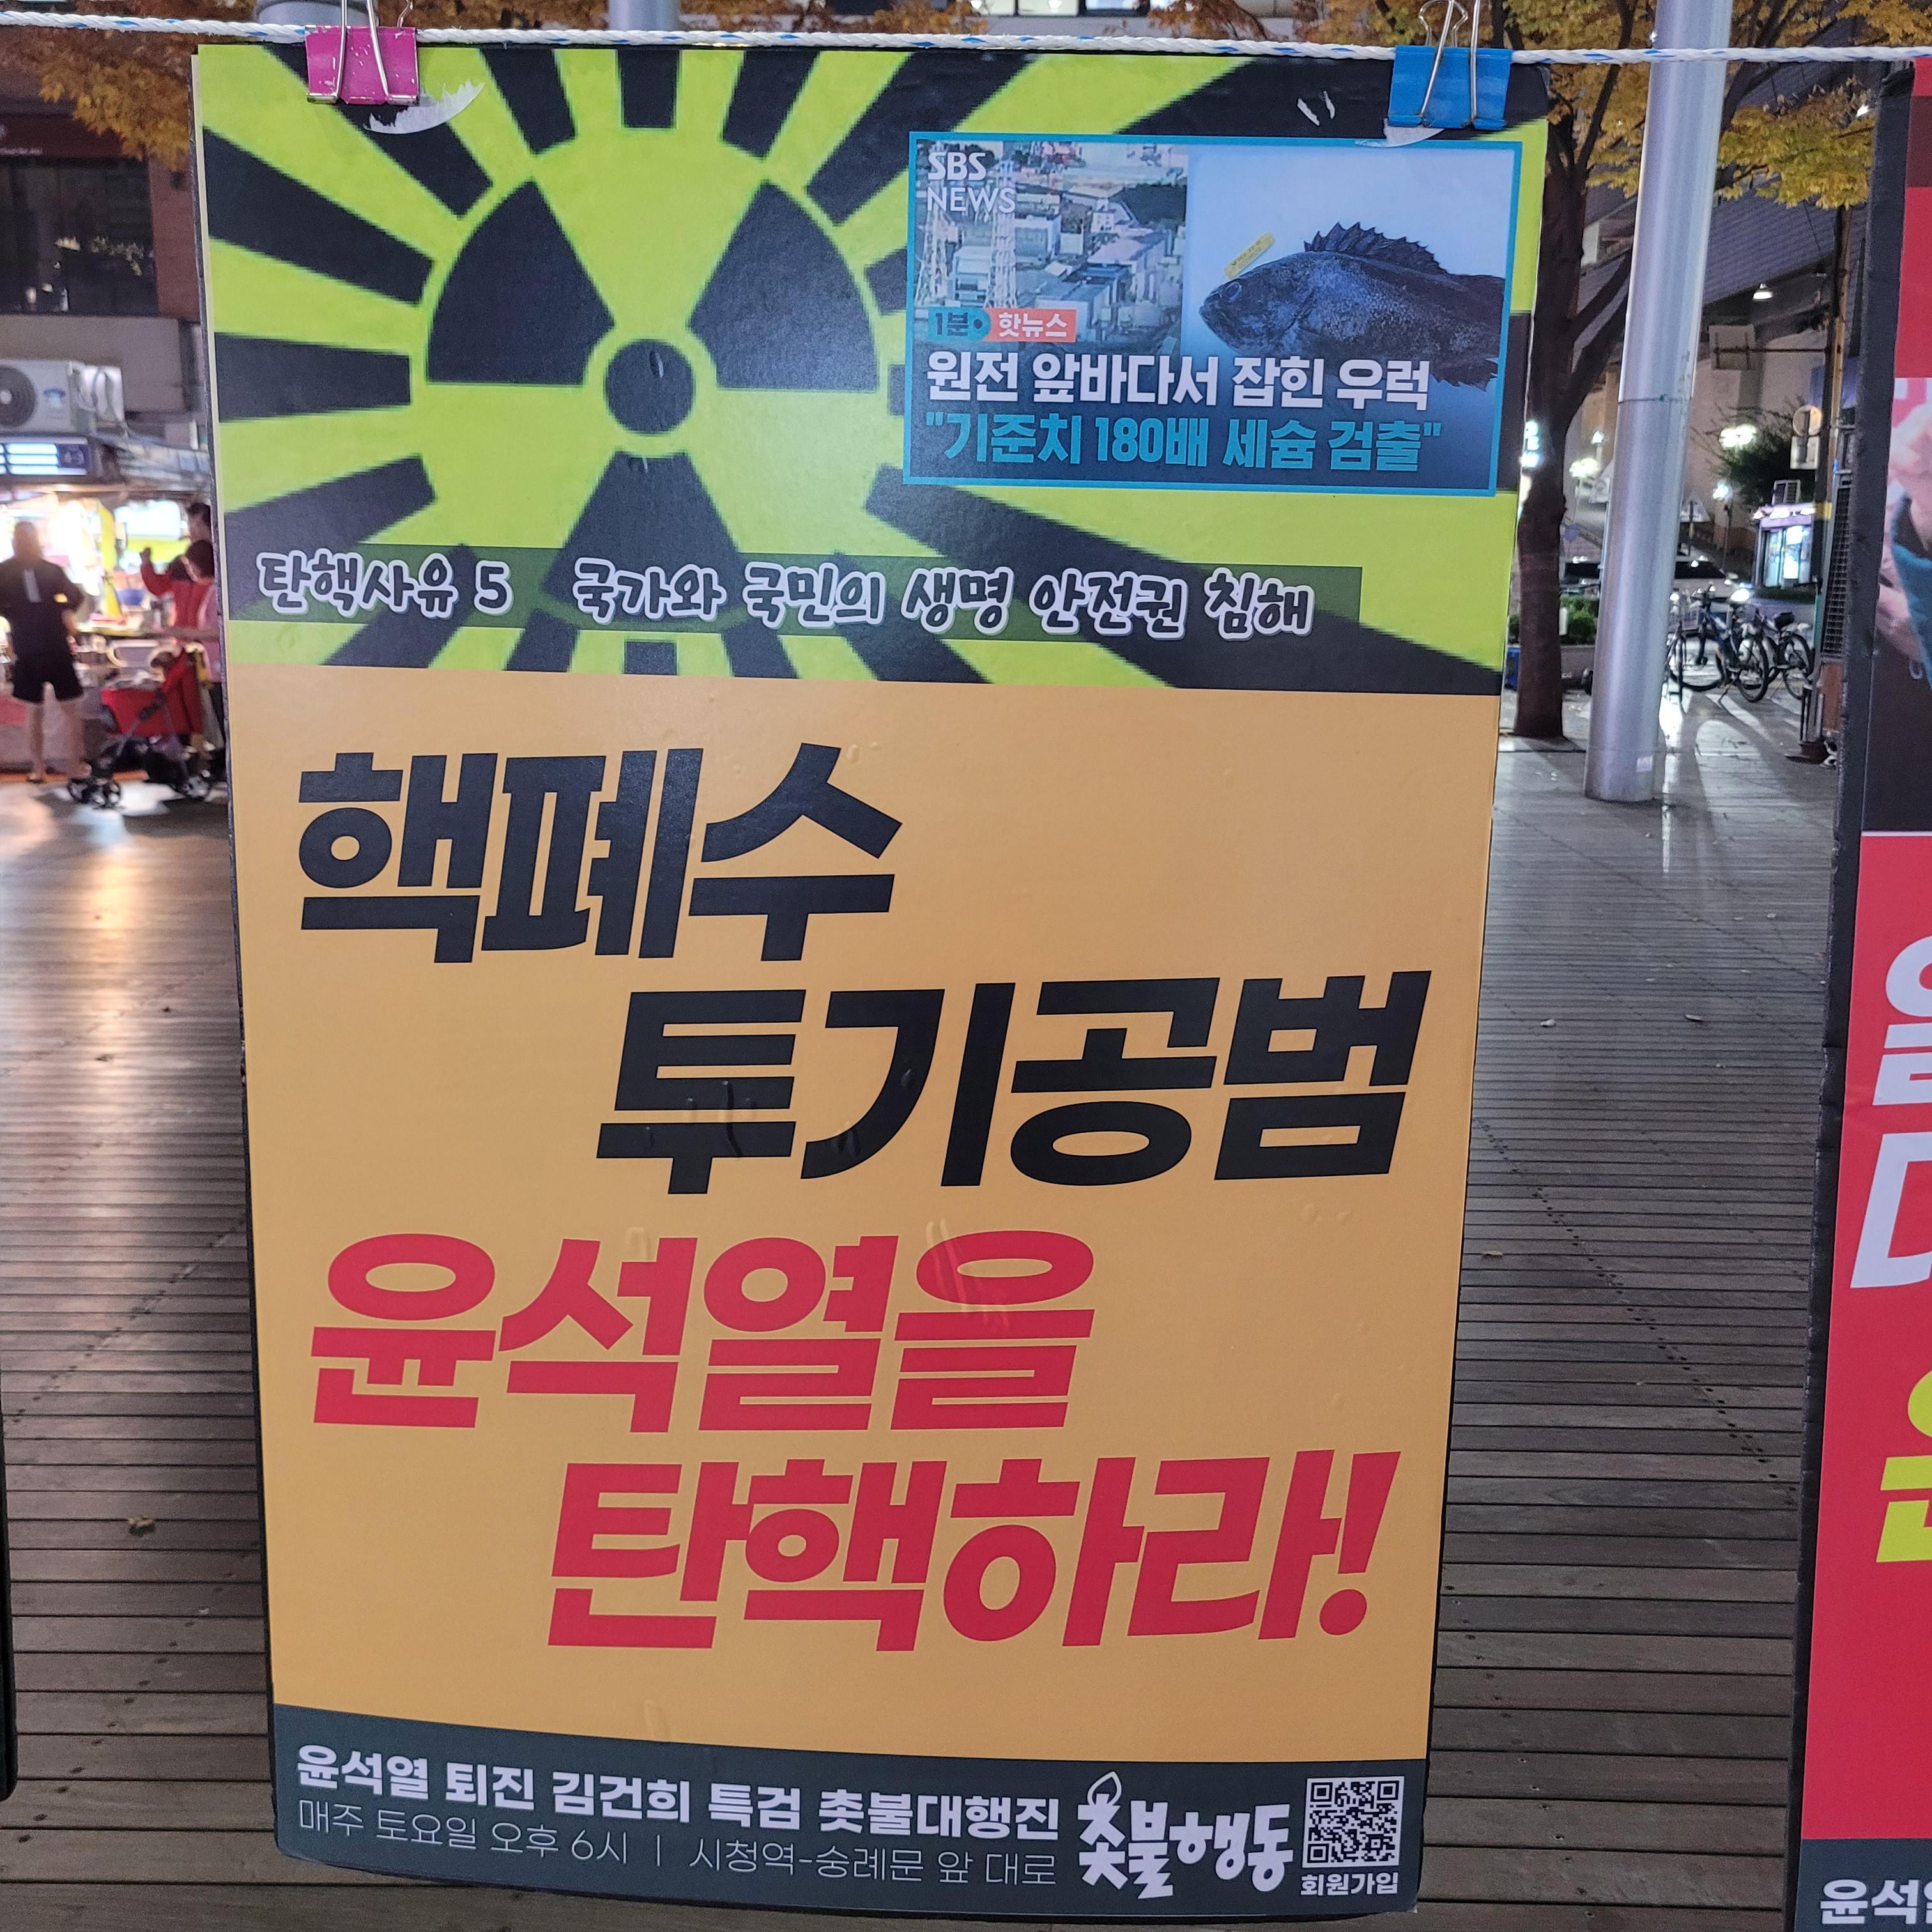 SBS
NEWS
1분 핫뉴스
원전 앞바다서 잡힌 우럭
"기준치 180배 세슘 검출"
탄핵사유 5 국가와 국민의 생명 안전권 침해
핵폐수
투기공범
윤석열을
탄핵하라!
윤석열 퇴진 김건희 특검 촛불대행진
매주 토요일 오후 6시 | 시청역-숭례문 앞 대로
촛불행동
회원가입